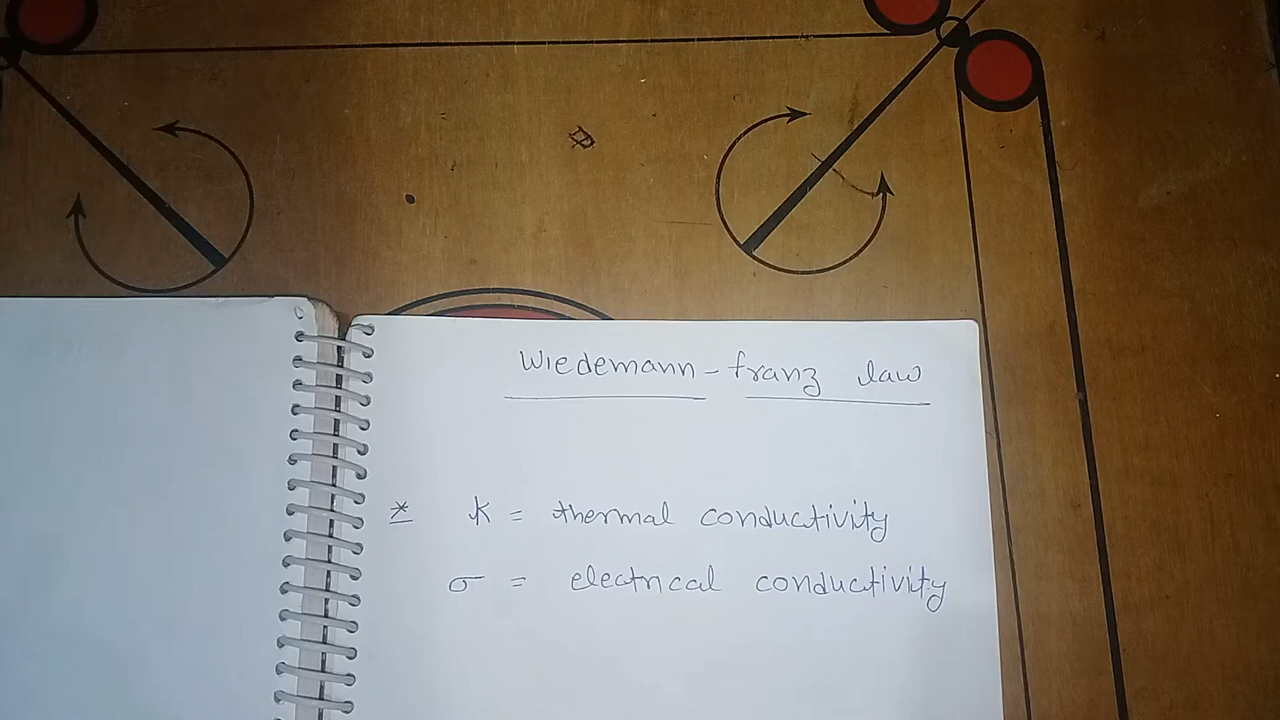 Wiedemann - franz law
* K = thermal conductivity
σ = electrical conductivity